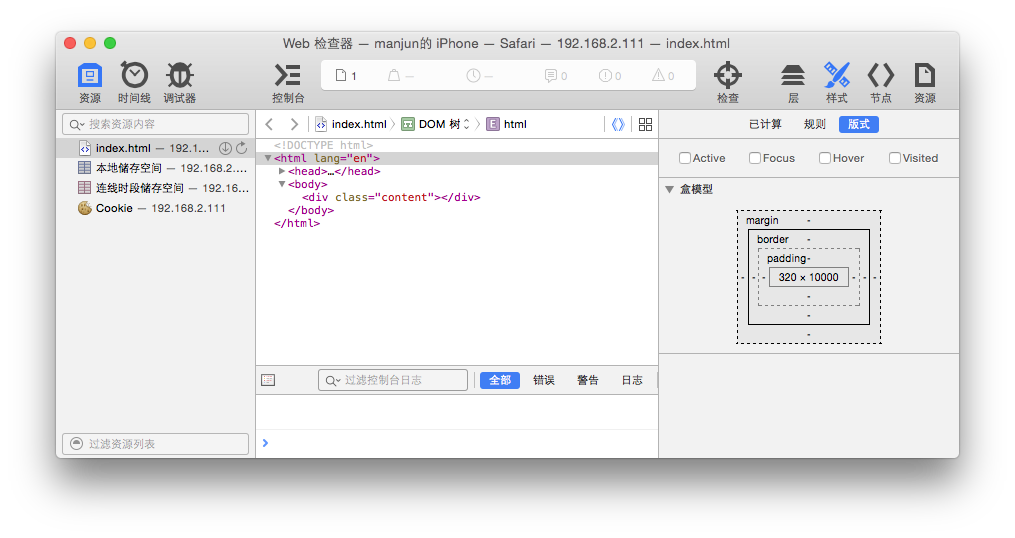 Web 检查器 — manjun的 iPhone — Safari — 192.168.2.111 — index.html
1 — — 0 0 0
资源 时间线 调试器 控制台 检查 层 样式 节点 资源
搜索资源内容
index.html 〉 DOM 树 〉 E html
已计算 规则 版式
index.html — 192.1...
本地储存空间 — 192.168.2....
连线时段储存空间 — 192.16...
Cookie — 192.168.2.111
<!DOCTYPE html>
<html lang="en">
<head>…</head>
<body>
<div class="content"></div>
</body>
</html>
Active Focus Hover Visited
盒模型
margin -
border -
padding-
- - - 320 × 10000 - - -
-
-
-
过滤控制台日志 全部 错误 警告 日志
过滤资源列表